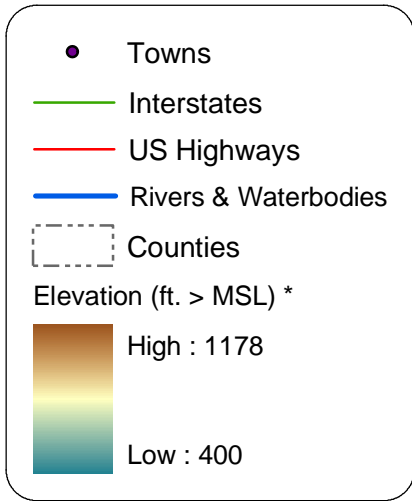 Towns
Interstates
US Highways
Rivers & Waterbodies
Counties
Elevation (ft. > MSL) *
High : 1178
Low : 400